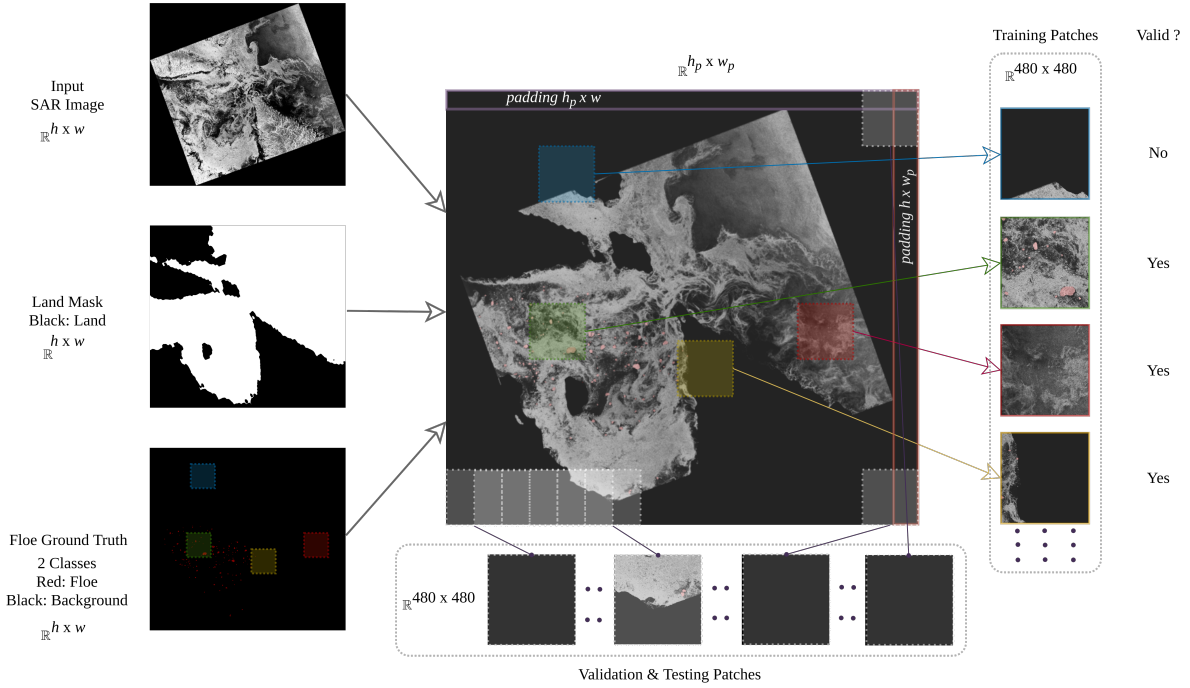 Input
SAR Image
ℝ^h x w
Land Mask
Black: Land
ℝ^h x w
Floe Ground Truth
2 Classes
Red: Floe
Black: Background
ℝ^h x w
ℝ^h_p x w_p
padding h_p x w
padding h x w_p
Training Patches
Valid ?
ℝ^480 x 480
No
Yes
Yes
Yes
ℝ^480 x 480
Validation & Testing Patches